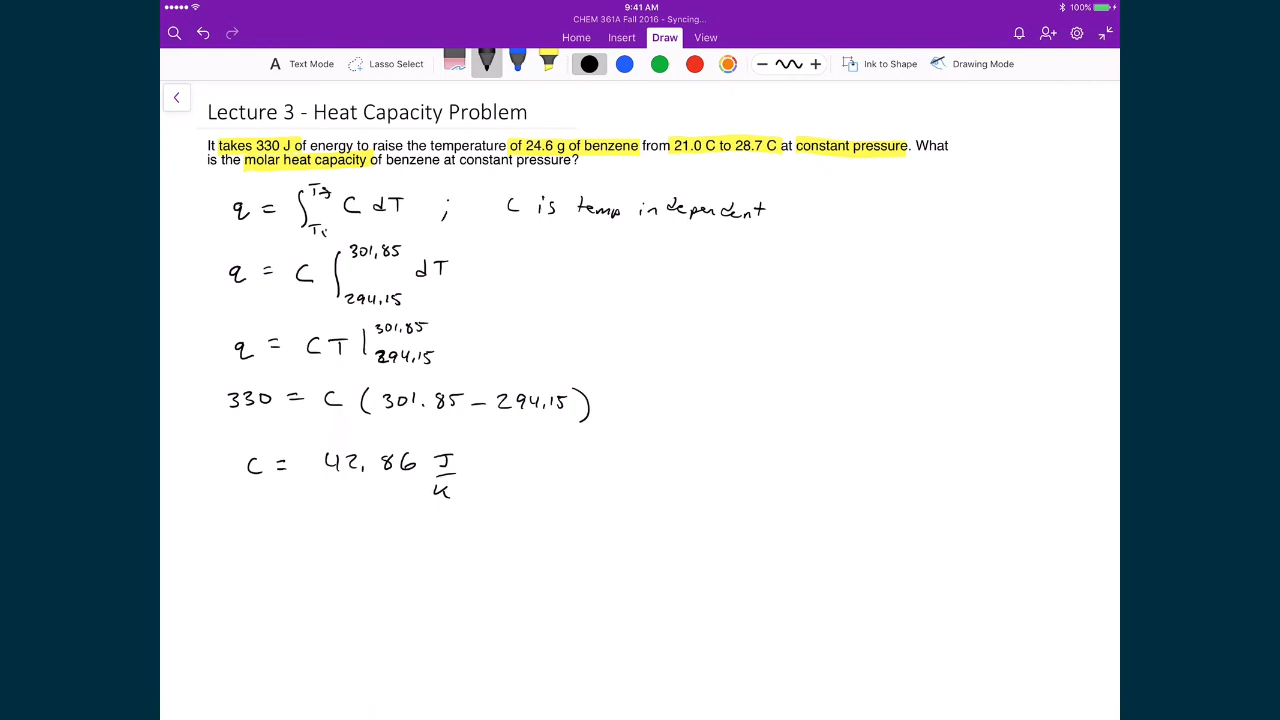 9:41 AM
100%
CHEM 361A Fall 2016 - Syncing...
Home Insert Draw View
A Text Mode Lasso Select Ink to Shape Drawing Mode
Lecture 3 - Heat Capacity Problem
It takes 330 J of energy to raise the temperature of 24.6 g of benzene from 21.0 C to 28.7 C at constant pressure. What
is the molar heat capacity of benzene at constant pressure?
q = ∫_{Ti}^{Tf} C dT ; C is temp independent
q = C ∫_{294.15}^{301.85} dT
q = C T |_{294.15}^{301.85}
330 = C ( 301.85 - 294.15 )
C = 42.86 J/K